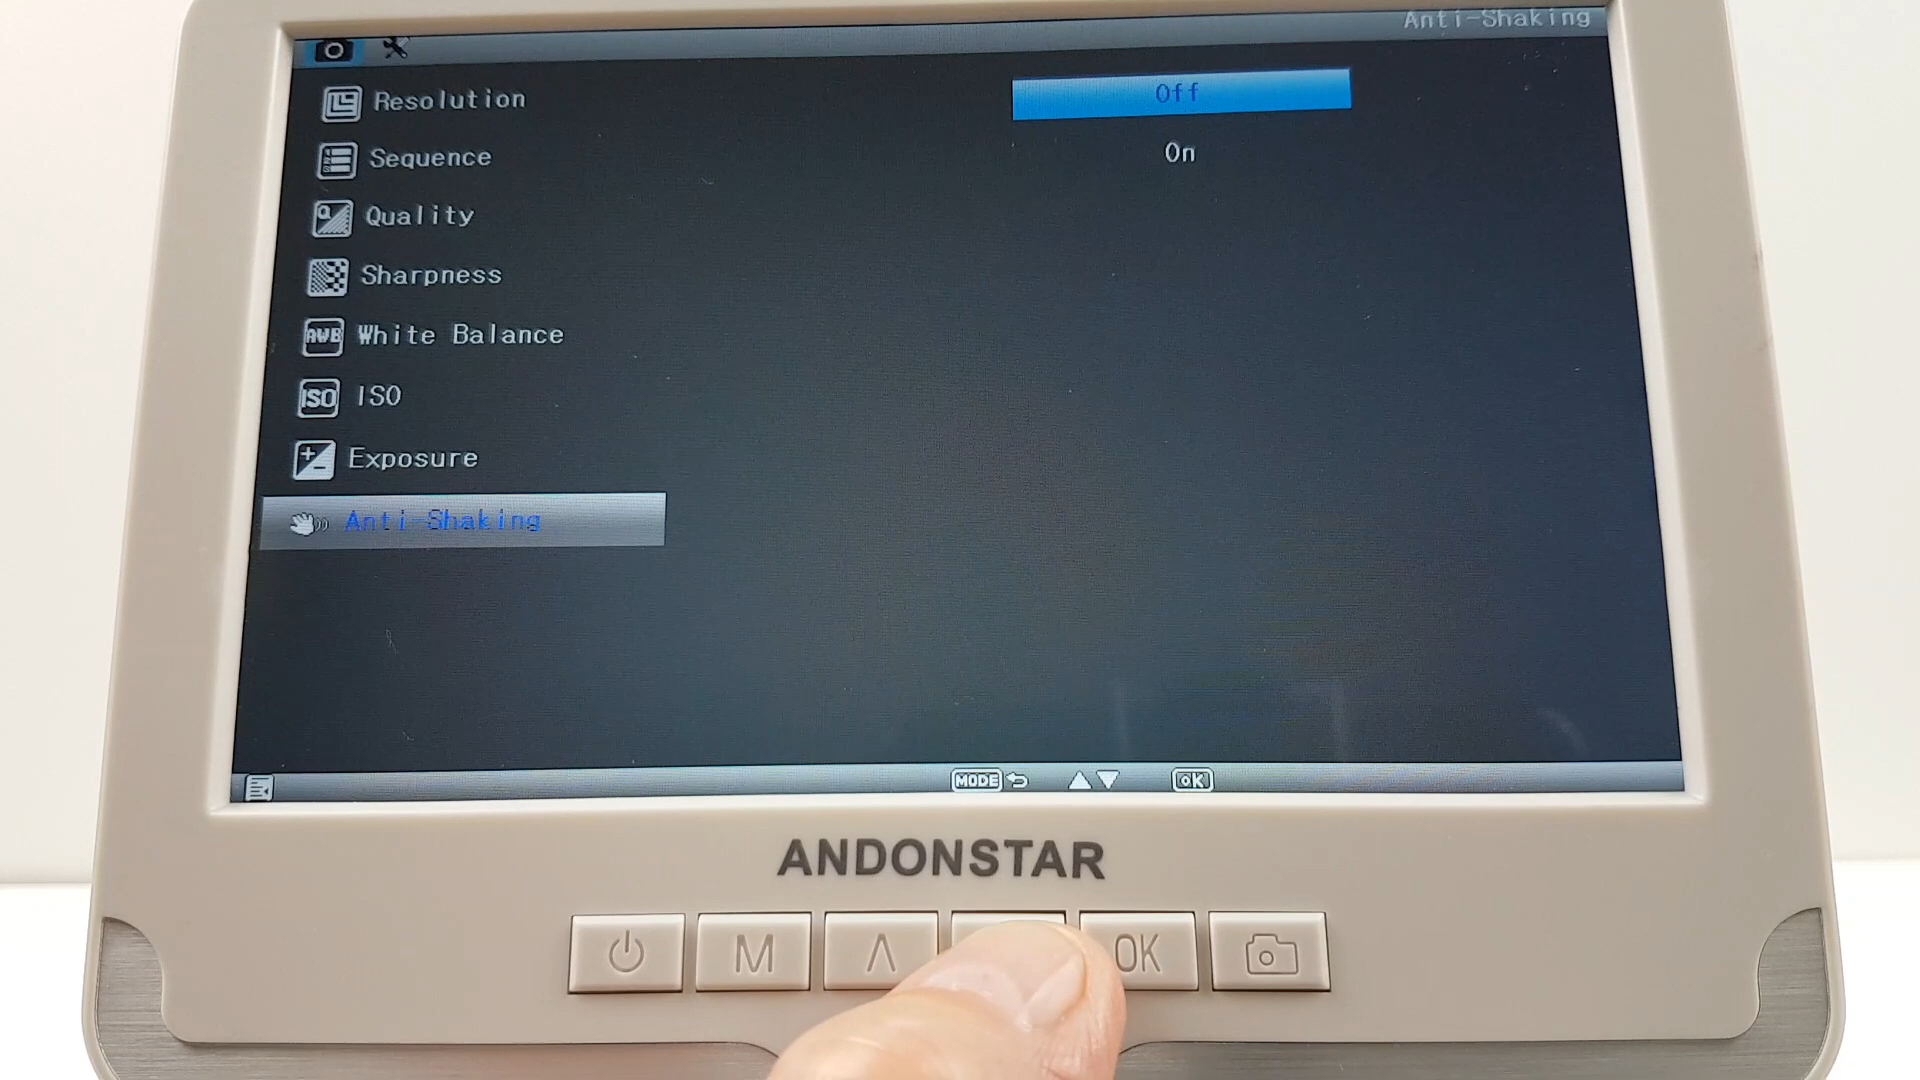 Anti-Shaking
Resolution
Off
Sequence
On
Quality
Sharpness
AWB White Balance
ISO ISO
Exposure
Anti-Shaking
MODE
OK
ANDONSTAR
M
OK